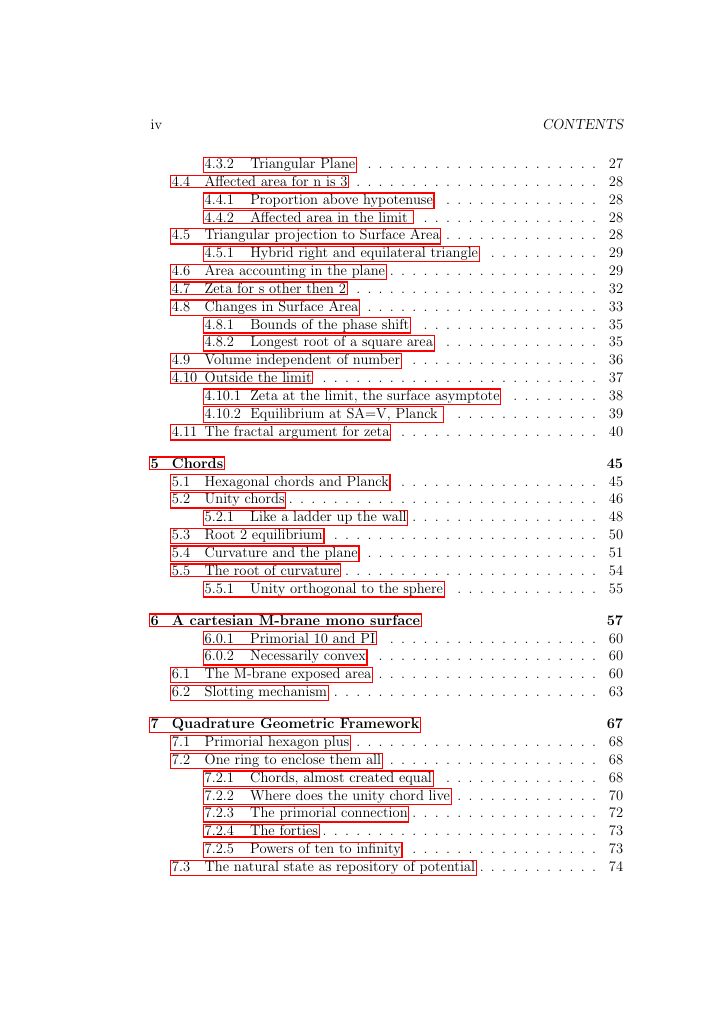 iv CONTENTS
4.3.2 Triangular Plane . . . . . . . . . . . . . . . . . . . . . 27
4.4 Affected area for n is 3 . . . . . . . . . . . . . . . . . . . . . . 28
4.4.1 Proportion above hypotenuse . . . . . . . . . . . . . . 28
4.4.2 Affected area in the limit . . . . . . . . . . . . . . . . 28
4.5 Triangular projection to Surface Area . . . . . . . . . . . . . . 28
4.5.1 Hybrid right and equilateral triangle . . . . . . . . . . 29
4.6 Area accounting in the plane . . . . . . . . . . . . . . . . . . . 29
4.7 Zeta for s other then 2 . . . . . . . . . . . . . . . . . . . . . . 32
4.8 Changes in Surface Area . . . . . . . . . . . . . . . . . . . . . 33
4.8.1 Bounds of the phase shift . . . . . . . . . . . . . . . . 35
4.8.2 Longest root of a square area . . . . . . . . . . . . . . 35
4.9 Volume independent of number . . . . . . . . . . . . . . . . . 36
4.10 Outside the limit . . . . . . . . . . . . . . . . . . . . . . . . . 37
4.10.1 Zeta at the limit, the surface asymptote . . . . . . . . 38
4.10.2 Equilibrium at SA=V, Planck . . . . . . . . . . . . . 39
4.11 The fractal argument for zeta . . . . . . . . . . . . . . . . . . 40
5 Chords 45
5.1 Hexagonal chords and Planck . . . . . . . . . . . . . . . . . . 45
5.2 Unity chords . . . . . . . . . . . . . . . . . . . . . . . . . . . . 46
5.2.1 Like a ladder up the wall . . . . . . . . . . . . . . . . . 48
5.3 Root 2 equilibrium . . . . . . . . . . . . . . . . . . . . . . . . 50
5.4 Curvature and the plane . . . . . . . . . . . . . . . . . . . . . 51
5.5 The root of curvature . . . . . . . . . . . . . . . . . . . . . . . 54
5.5.1 Unity orthogonal to the sphere . . . . . . . . . . . . . 55
6 A cartesian M-brane mono surface 57
6.0.1 Primorial 10 and PI . . . . . . . . . . . . . . . . . . . 60
6.0.2 Necessarily convex . . . . . . . . . . . . . . . . . . . . 60
6.1 The M-brane exposed area . . . . . . . . . . . . . . . . . . . . 60
6.2 Slotting mechanism . . . . . . . . . . . . . . . . . . . . . . . . 63
7 Quadrature Geometric Framework 67
7.1 Primorial hexagon plus . . . . . . . . . . . . . . . . . . . . . . 68
7.2 One ring to enclose them all . . . . . . . . . . . . . . . . . . . 68
7.2.1 Chords, almost created equal . . . . . . . . . . . . . . 68
7.2.2 Where does the unity chord live . . . . . . . . . . . . . 70
7.2.3 The primorial connection . . . . . . . . . . . . . . . . . 72
7.2.4 The forties . . . . . . . . . . . . . . . . . . . . . . . . . 73
7.2.5 Powers of ten to infinity . . . . . . . . . . . . . . . . . 73
7.3 The natural state as repository of potential . . . . . . . . . . . 74